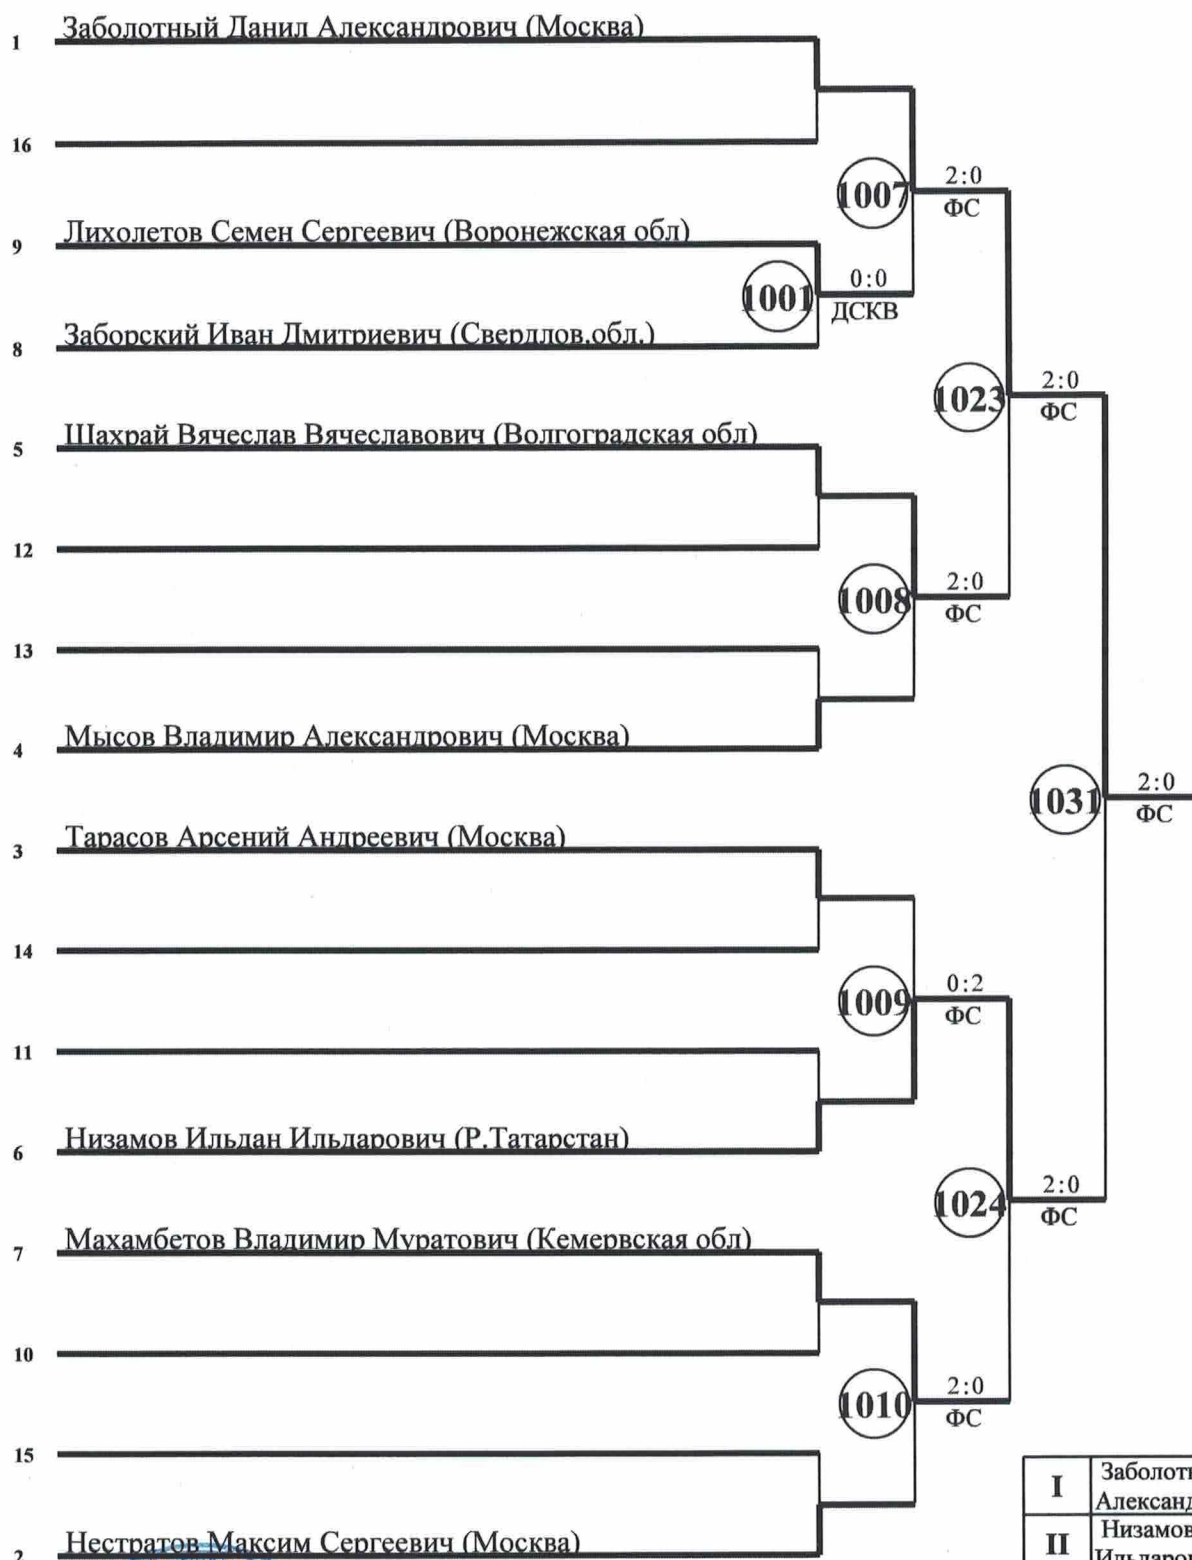 1 Заболотный Данил Александрович (Москва)
16
1007
2:0
ФС
9 Лихолетов Семен Сергеевич (Воронежская обл)
1001
0:0
ДСКВ
8 Заборский Иван Дмитриевич (Свердлов.обл.)
1023
2:0
ФС
5 Шахрай Вячеслав Вячеславович (Волгоградская обл)
12
1008
2:0
ФС
13
4 Мысов Владимир Александрович (Москва)
1031
2:0
ФС
3 Тарасов Арсений Андреевич (Москва)
14
1009
0:2
ФС
11
6 Низамов Ильдан Ильдарович (Р.Татарстан)
1024
2:0
ФС
7 Махамбетов Владимир Муратович (Кемервская обл)
10
1010
2:0
ФС
15
2 Нестратов Максим Сергеевич (Москва)
I
II Низамов